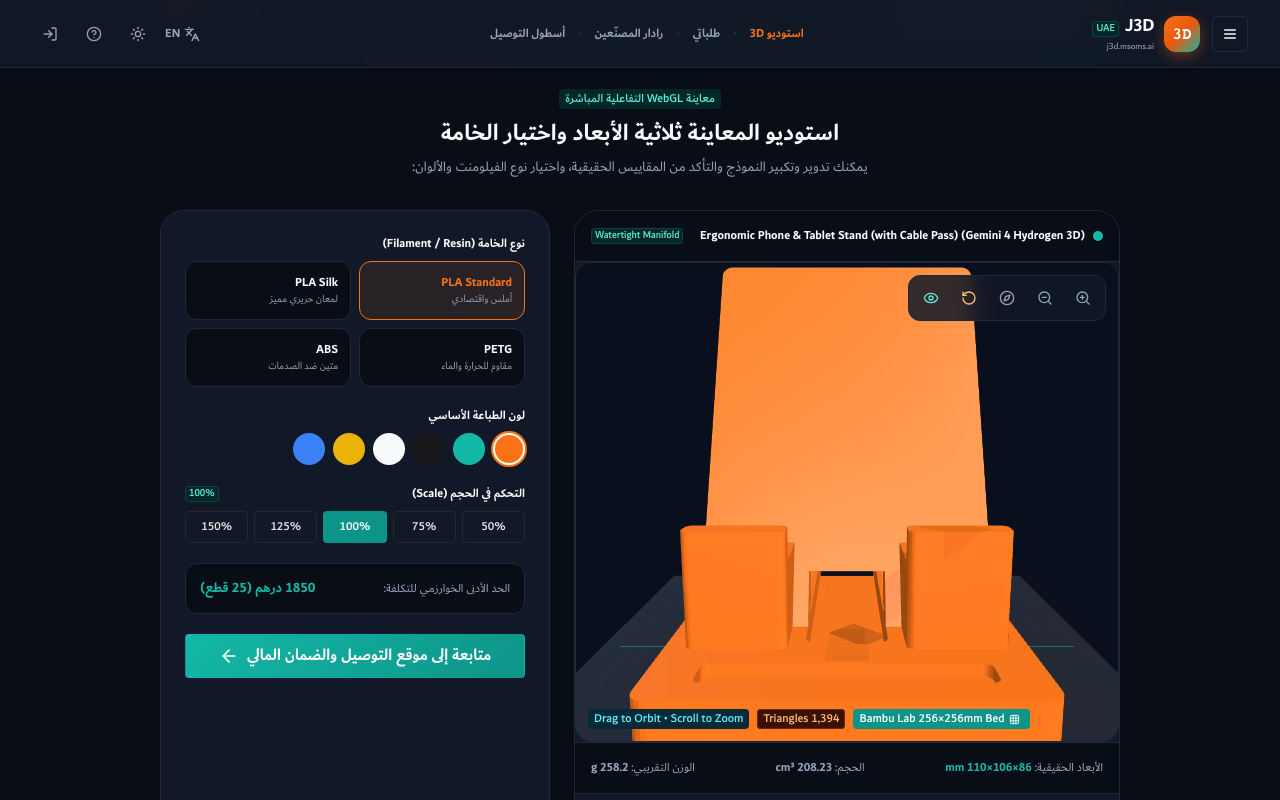 3D
J3D UAE
j3d.msoms.ai
استوديو 3D • طلباتي • رادار المصنّعين • أسطول التوصيل
EN
معاينة WebGL التفاعلية المباشرة
استوديو المعاينة ثلاثية الأبعاد واختيار الخامة
يمكنك تدوير وتكبير النموذج والتأكد من المقاييس الحقيقية، واختيار نوع الفيلومنت والألوان:
Ergonomic Phone & Tablet Stand (with Cable Pass) (Gemini 4 Hydrogen 3D)
Watertight Manifold
Bambu Lab 256×256mm Bed
Triangles 1,394
Drag to Orbit • Scroll to Zoom
الأبعاد الحقيقية: 86×106×110 mm
الحجم: 208.23 cm³
الوزن التقريبي: 258.2 g
نوع الخامة (Filament / Resin)
PLA Standard
أملس واقتصادي
PLA Silk
لمعان حريري مميز
PETG
مقاوم للحرارة والماء
ABS
متين ضد الصدمات
لون الطباعة الأساسي
التحكم في الحجم (Scale)
100%
50%
75%
100%
125%
150%
الحد الأدنى الخوارزمي للتكلفة:
1850 درهم (25 قطع)
متابعة إلى موقع التوصيل والضمان المالي